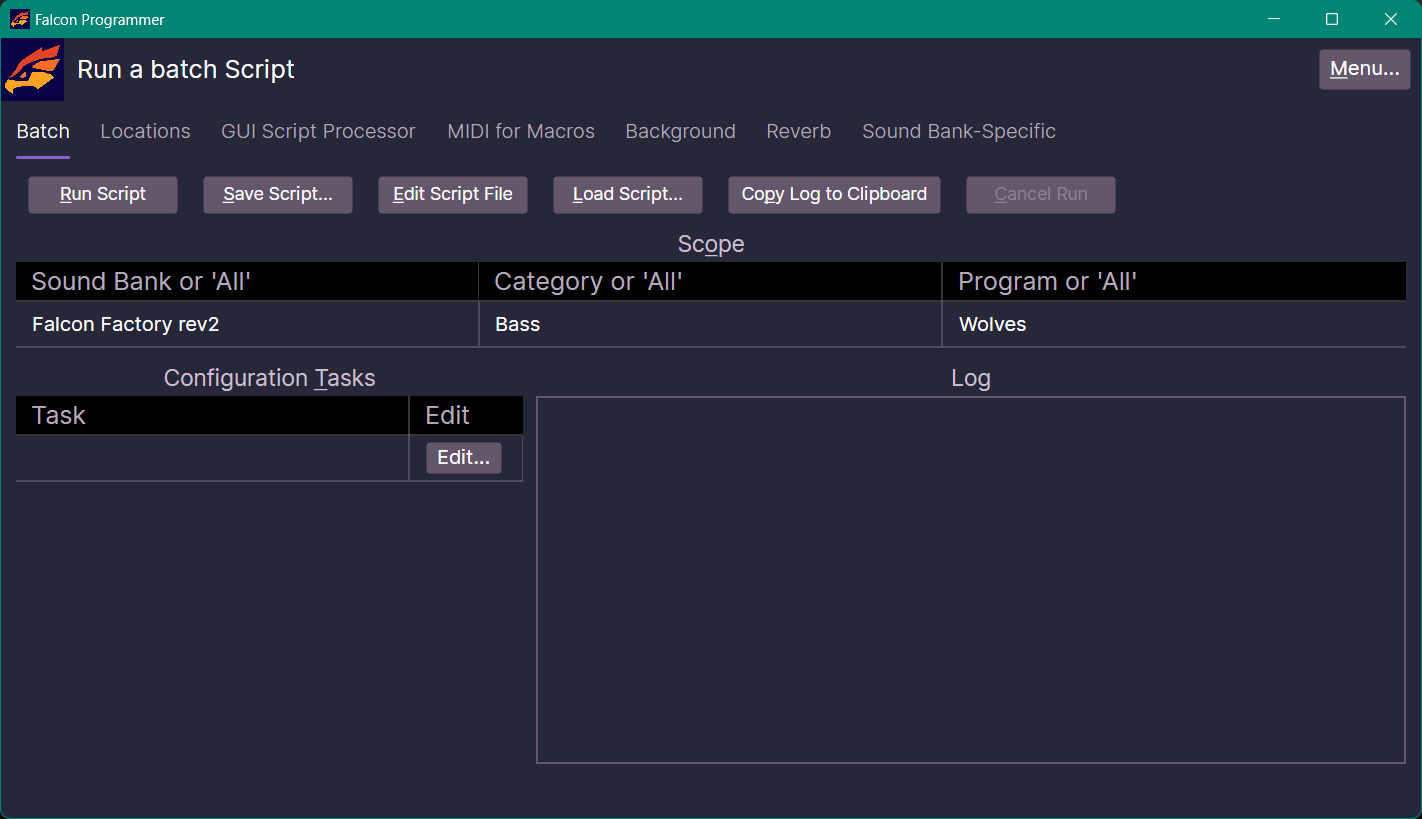 Falcon Programmer
Run a batch Script
Menu...
Batch Locations GUI Script Processor MIDI for Macros Background Reverb Sound Bank-Specific
Run Script Save Script... Edit Script File Load Script... Copy Log to Clipboard Cancel Run
Scope
Sound Bank or 'All' Category or 'All' Program or 'All'
Falcon Factory rev2 Bass Wolves
Configuration Tasks Log
Task Edit
Edit...